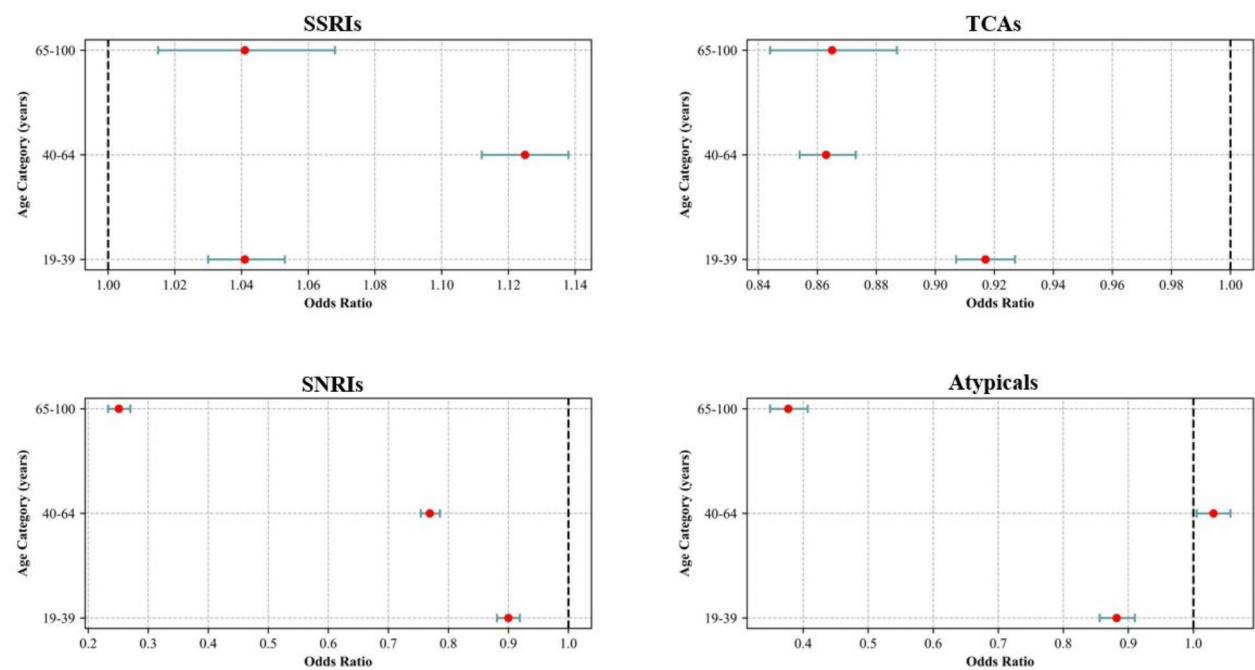 SSRIs
Age Category (years)
65-100
40-64
19-39
1.00 1.02 1.04 1.06 1.08 1.10 1.12 1.14
Odds Ratio
TCAs
Age Category (years)
65-100
40-64
19-39
0.84 0.86 0.88 0.90 0.92 0.94 0.96 0.98 1.00
Odds Ratio
SNRIs
Age Category (years)
65-100
40-64
19-39
0.2 0.3 0.4 0.5 0.6 0.7 0.8 0.9 1.0
Odds Ratio
Atypicals
Age Category (years)
65-100
40-64
19-39
0.4 0.5 0.6 0.7 0.8 0.9 1.0
Odds Ratio